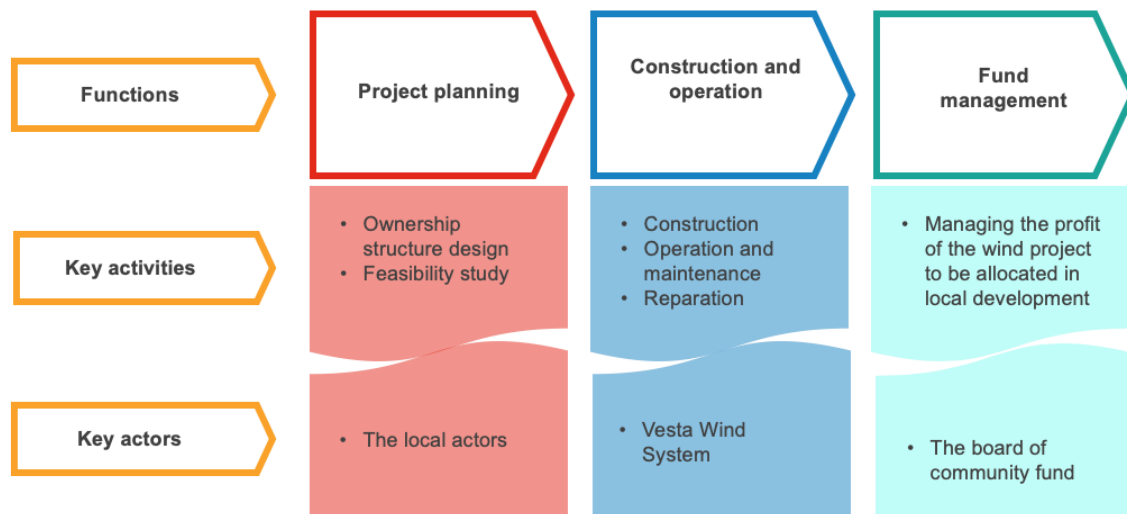 Functions
Project planning
Construction and
operation
Fund
management
Key activities
• Ownership
structure design
• Feasibility study
• Construction
• Operation and
maintenance
• Reparation
• Managing the profit
of the wind project
to be allocated in
local development
Key actors
• The local actors
• Vesta Wind
System
• The board of
community fund